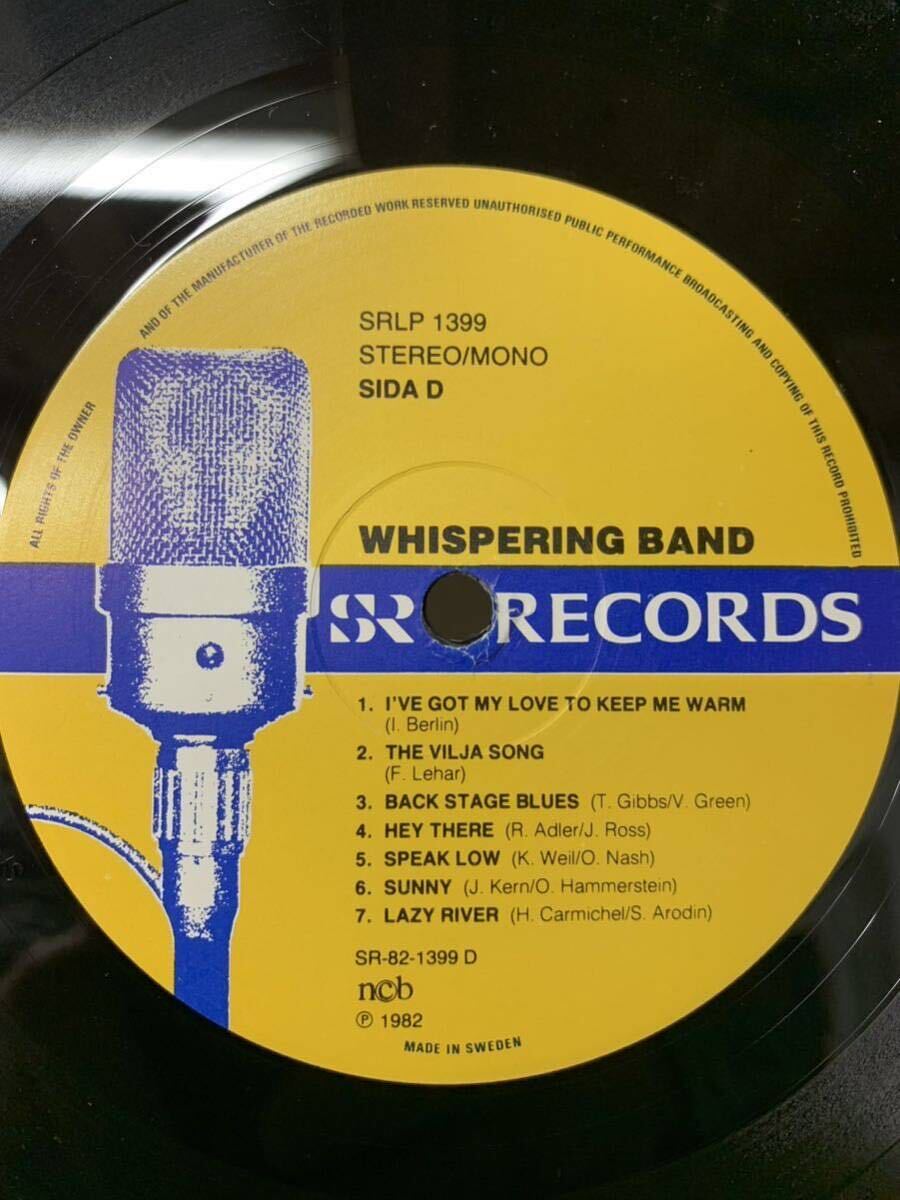 ALL RIGHTS OF THE OWNER AND OF THE MANUFACTURER OF THE RECORDED WORK RESERVED UNAUTHORISED PUBLIC PERFORMANCE BROADCASTING AND COPYING OF THIS RECORD PROHIBITED
SRLP 1399
STEREO/MONO
SIDA D
WHISPERING BAND
SR RECORDS
1. I'VE GOT MY LOVE TO KEEP ME WARM
(I. Berlin)
2. THE VILJA SONG
(F. Lehar)
3. BACK STAGE BLUES (T. Gibbs/V. Green)
4. HEY THERE (R. Adler/J. Ross)
5. SPEAK LOW (K. Weil/O. Nash)
6. SUNNY (J. Kern/O. Hammerstein)
7. LAZY RIVER (H. Carmichel/S. Arodin)
SR-82-1399 D
ncb
℗ 1982
MADE IN SWEDEN